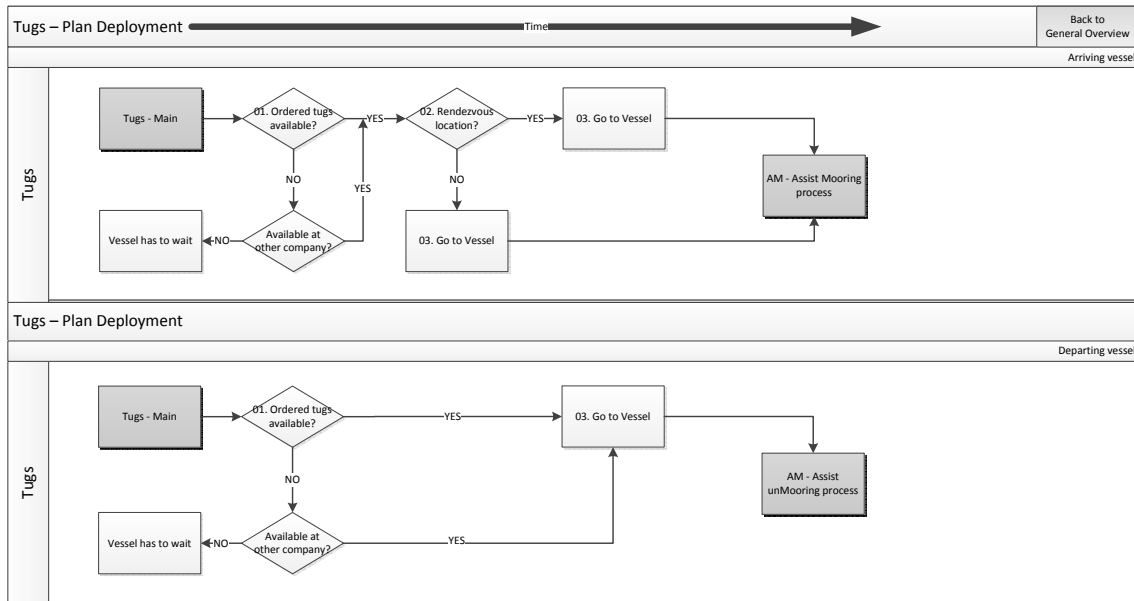 Tugs – Plan Deployment
Time
Back to
General Overview
Arriving vessel
Tugs
Tugs - Main
01. Ordered tugs
available?
YES
02. Rendezvous
location?
YES
03. Go to Vessel
NO
YES
NO
AM - Assist Mooring
process
Vessel has to wait
NO
Available at
other company?
03. Go to Vessel
Tugs – Plan Deployment
Departing vessel
Tugs
Tugs - Main
01. Ordered tugs
available?
YES
03. Go to Vessel
NO
AM - Assist
unMooring process
Vessel has to wait
NO
Available at
other company?
YES